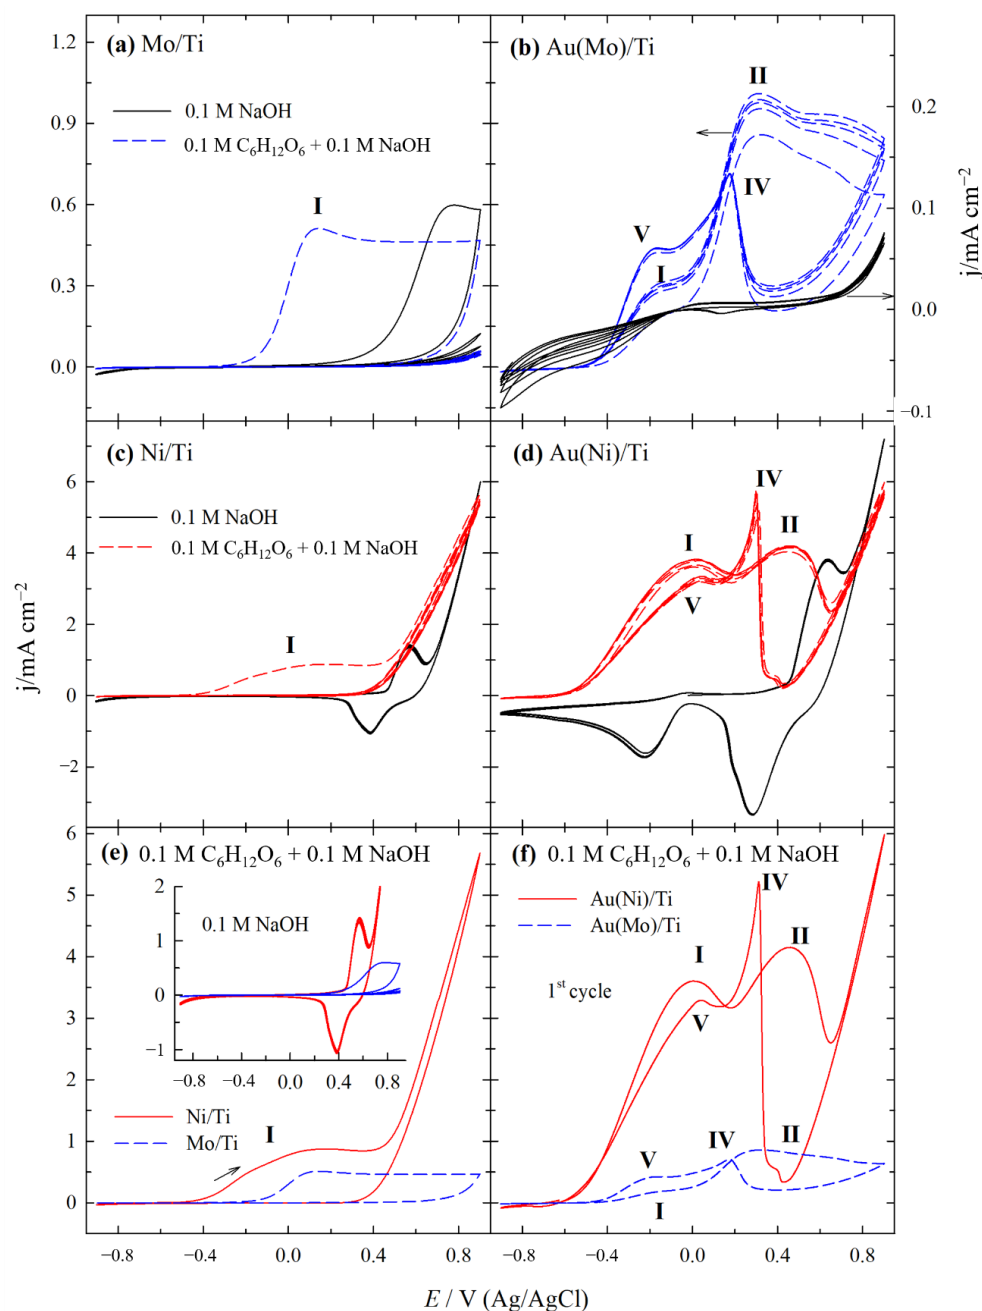 (a) Mo/Ti
1.2
0.9
0.6
0.3
0.0
0.1 M NaOH
0.1 M C₆H₁₂O₆ + 0.1 M NaOH
I
(b) Au(Mo)/Ti
II
IV
V
I
0.2
0.1
0.0
−0.1
j/mA cm⁻²
(c) Ni/Ti
6
4
2
0
−2
0.1 M NaOH
0.1 M C₆H₁₂O₆ + 0.1 M NaOH
I
j/mA cm⁻²
(d) Au(Ni)/Ti
IV
I
II
V
(e) 0.1 M C₆H₁₂O₆ + 0.1 M NaOH
6
5
4
3
2
1
0
0.1 M NaOH
2
1
0
−1
−0.8 −0.4 0.0 0.4 0.8
Ni/Ti
Mo/Ti
I
−0.8 −0.4 0.0 0.4 0.8
(f) 0.1 M C₆H₁₂O₆ + 0.1 M NaOH
Au(Ni)/Ti
Au(Mo)/Ti
IV
I
II
1ˢᵗ cycle
V
IV
II
V
I
−0.8 −0.4 0.0 0.4 0.8
E / V (Ag/AgCl)